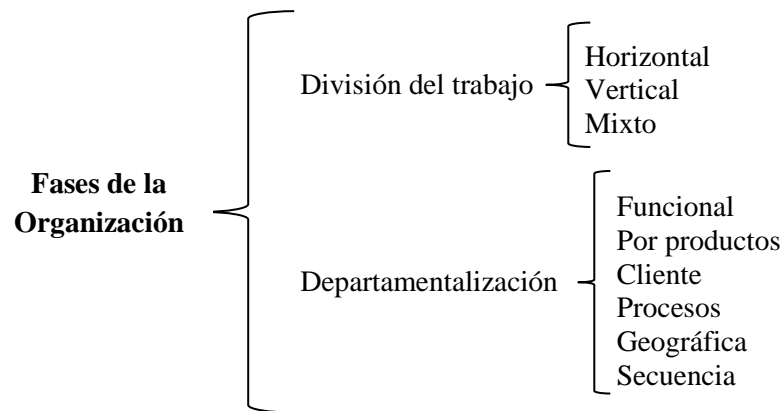 Fases de la
Organización
División del trabajo
Horizontal
Vertical
Mixto
Departamentalización
Funcional
Por productos
Cliente
Procesos
Geográfica
Secuencia